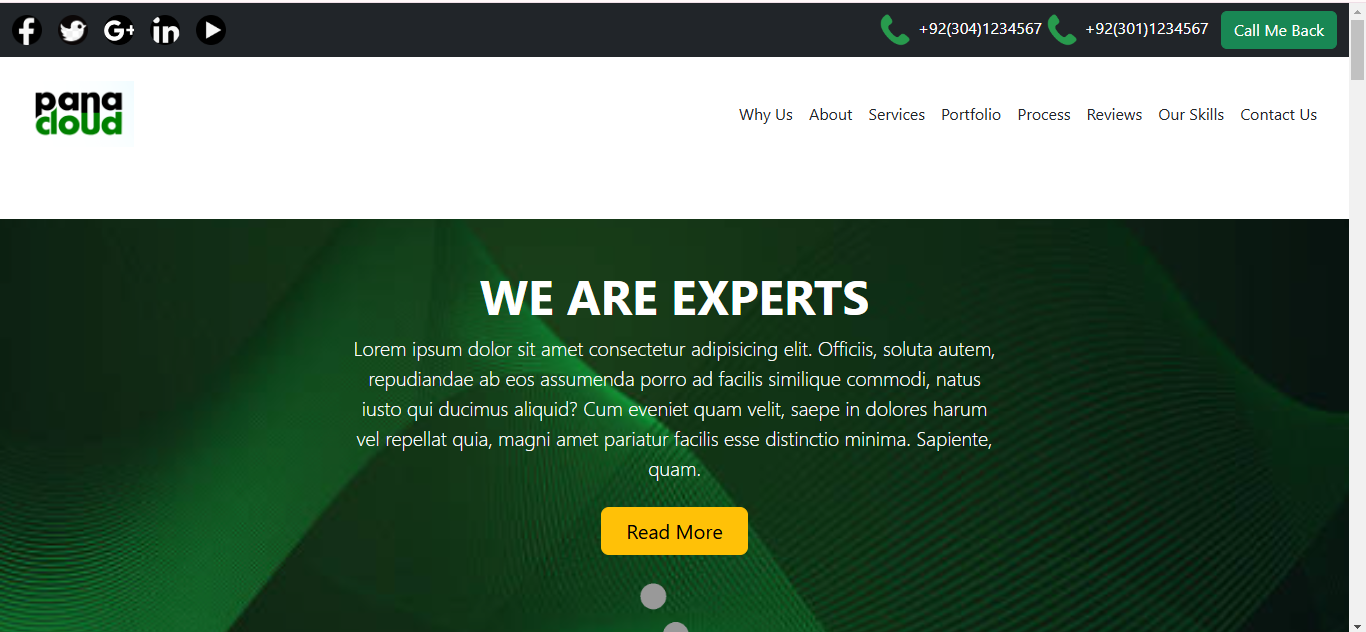 +92(304)1234567 +92(301)1234567 Call Me Back
pana
cloud
Why Us About Services Portfolio Process Reviews Our Skills Contact Us
WE ARE EXPERTS
Lorem ipsum dolor sit amet consectetur adipisicing elit. Officiis, soluta autem,
repudiandae ab eos assumenda porro ad facilis similique commodi, natus
iusto qui ducimus aliquid? Cum eveniet quam velit, saepe in dolores harum
vel repellat quia, magni amet pariatur facilis esse distinctio minima. Sapiente,
quam.
Read More